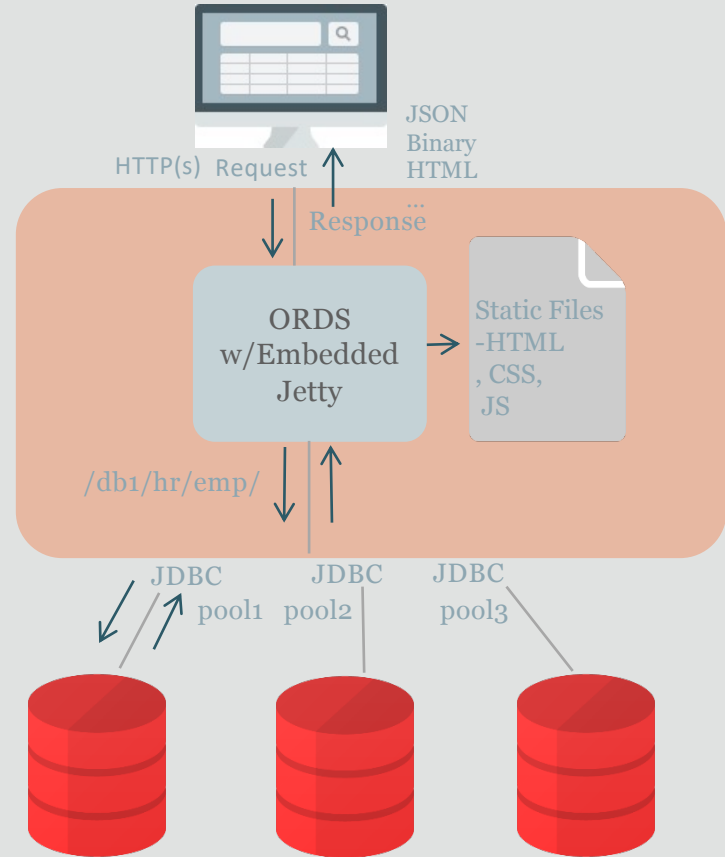 JSON
Binary
HTML
...
HTTP(s) Request
Response
ORDS
w/Embedded
Jetty
Static Files
-HTML
, CSS,
JS
/db1/hr/emp/
JDBC
pool1
JDBC
pool2
JDBC
pool3